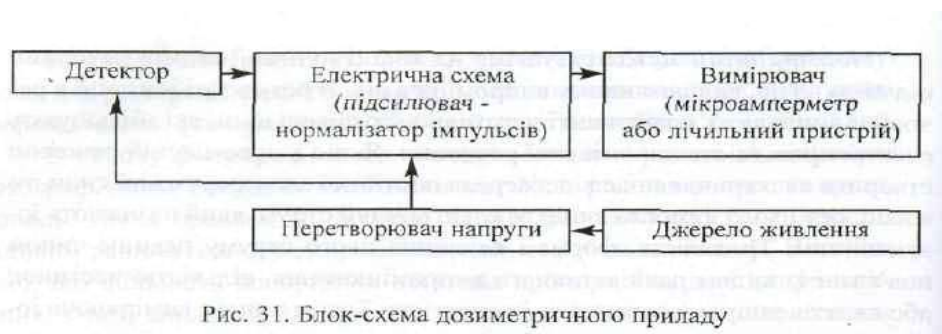 Детектор
Електрична схема
(підсилювач -
нормалізатор імпульсів)
Вимірювач
(мікроамперметр
або лічильний пристрій)
Перетворювач напруги
Джерело живлення
Рис. 31. Блок-схема дозиметричного приладу